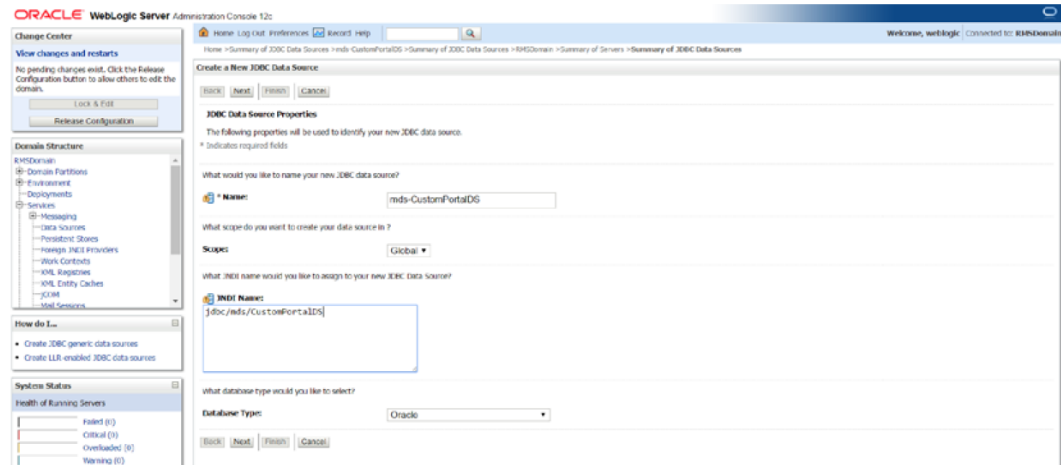 ORACLE WebLogic Server Administration Console 12c
Change Center
View changes and restarts
No pending changes exist. Click the Release
Configuration button to allow others to edit the
domain.
Lock & Edit
Release Configuration
Domain Structure
RMSDomain
Domain Partitions
Environment
Deployments
Services
Messaging
Data Sources
Persistent Stores
Foreign JNDI Providers
Work Contexts
XML Registries
XML Entity Caches
jCOM
Mail Sessions
How do I...
Create JDBC generic data sources
Create LLR-enabled JDBC data sources
System Status
Health of Running Servers
Failed (0)
Critical (0)
Overloaded (0)
Warning (0)
Home Log Out Preferences Record Help
Welcome, weblogic Connected to: RMSDomain
Home >Summary of JDBC Data Sources >mds-CustomPortalDS >Summary of JDBC Data Sources >RMSDomain >Summary of Servers >Summary of JDBC Data Sources
Create a New JDBC Data Source
Back Next Finish Cancel
JDBC Data Source Properties
The following properties will be used to identify your new JDBC data source.
* Indicates required fields
What would you like to name your new JDBC data source?
* Name: mds-CustomPortalDS
What scope do you want to create your data source in ?
Scope: Global
What JNDI name would you like to assign to your new JDBC Data Source?
JNDI Name:
jdbc/mds/CustomPortalDS
What database type would you like to select?
Database Type: Oracle
Back Next Finish Cancel